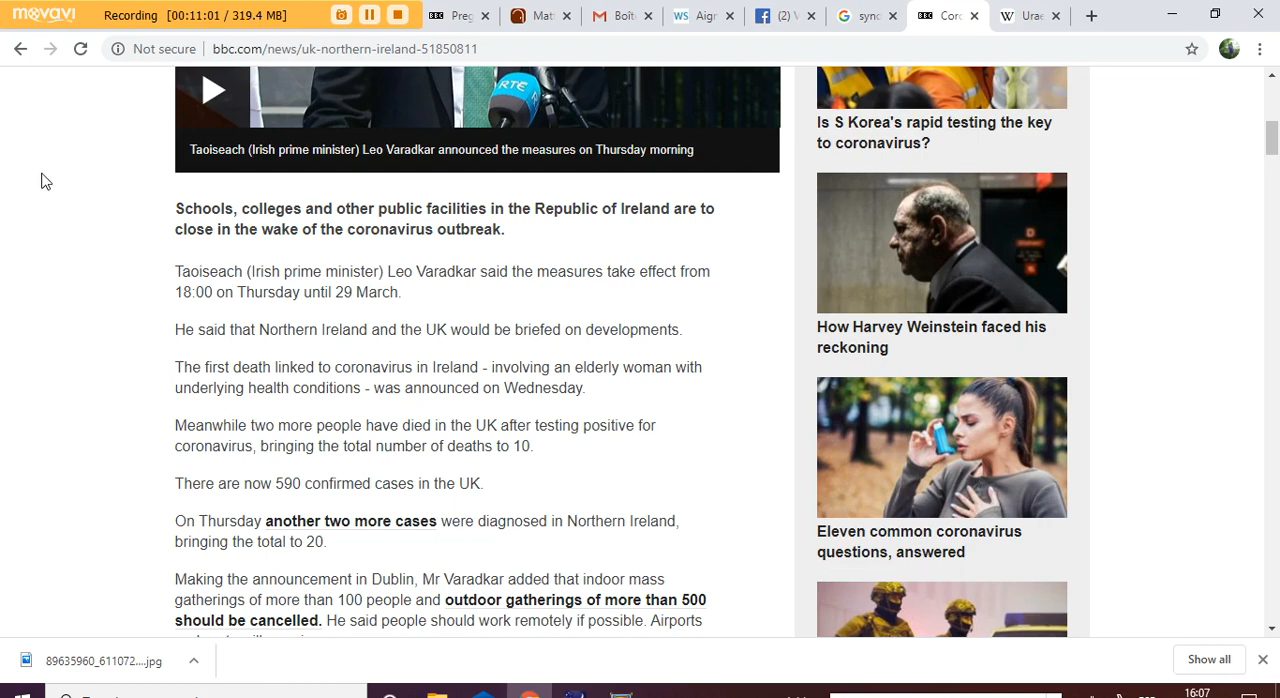 movavi Recording [00:11:01 / 319.4 MB] Preg Mat Boît Aigr (2) V sync Corc Urae
Not secure bbc.com/news/uk-northern-ireland-51850811
RTÉ
Taoiseach (Irish prime minister) Leo Varadkar announced the measures on Thursday morning
Schools, colleges and other public facilities in the Republic of Ireland are to
close in the wake of the coronavirus outbreak.
Taoiseach (Irish prime minister) Leo Varadkar said the measures take effect from
18:00 on Thursday until 29 March.
He said that Northern Ireland and the UK would be briefed on developments.
The first death linked to coronavirus in Ireland - involving an elderly woman with
underlying health conditions - was announced on Wednesday.
Meanwhile two more people have died in the UK after testing positive for
coronavirus, bringing the total number of deaths to 10.
There are now 590 confirmed cases in the UK.
On Thursday another two more cases were diagnosed in Northern Ireland,
bringing the total to 20.
Making the announcement in Dublin, Mr Varadkar added that indoor mass
gatherings of more than 100 people and outdoor gatherings of more than 500
should be cancelled. He said people should work remotely if possible. Airports
Is S Korea's rapid testing the key
to coronavirus?
How Harvey Weinstein faced his
reckoning
Eleven common coronavirus
questions, answered
89635960_611072....jpg
Show all
16:07